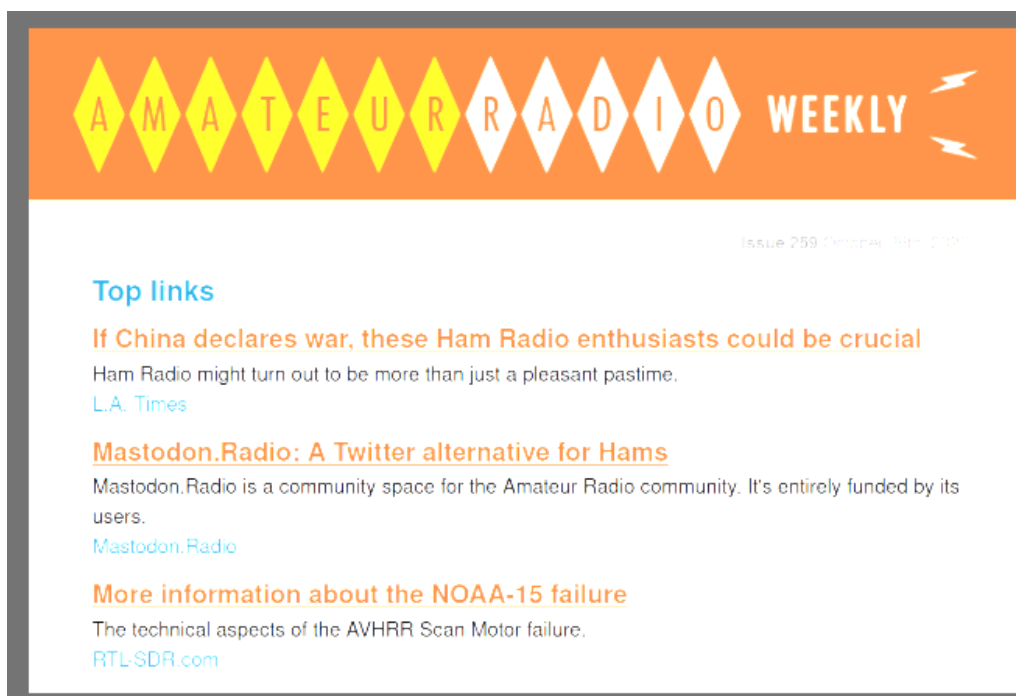 AMATEUR RADIO WEEKLY
Issue 259 October
Top links
If China declares war, these Ham Radio enthusiasts could be crucial
Ham Radio might turn out to be more than just a pleasant pastime.
L.A. Times
Mastodon.Radio: A Twitter alternative for Hams
Mastodon.Radio is a community space for the Amateur Radio community. It's entirely funded by its
users.
Mastodon.Radio
More information about the NOAA-15 failure
The technical aspects of the AVHRR Scan Motor failure.
RTL-SDR.com